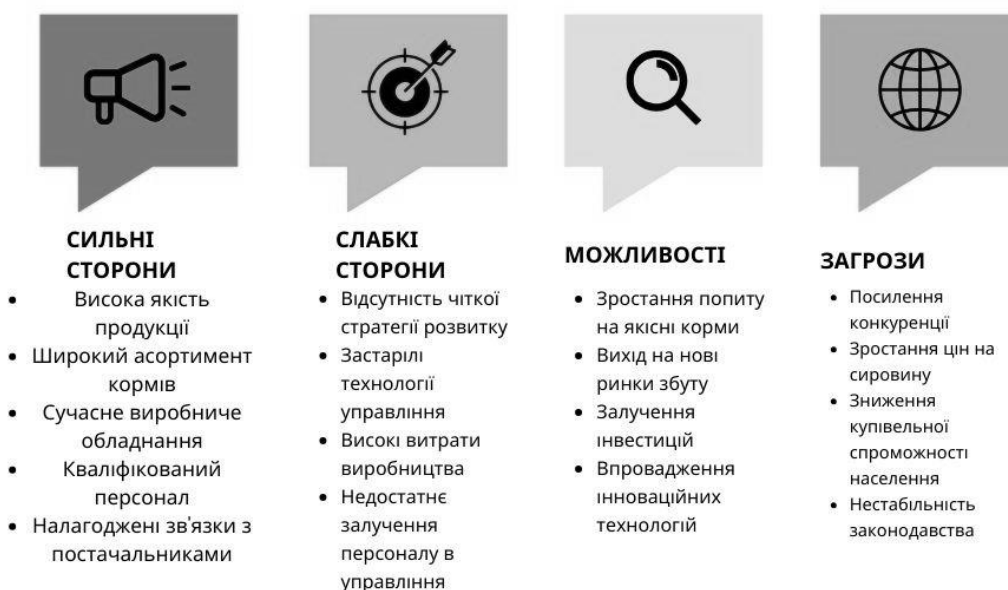 СИЛЬНІ
СТОРОНИ
• Висока якість
продукції
• Широкий асортимент
кормів
• Сучасне виробниче
обладнання
• Кваліфікований
персонал
• Налагоджені зв'язки з
постачальниками
СЛАБКІ
СТОРОНИ
• Відсутність чіткої
стратегії розвитку
• Застарілі
технології
управління
• Високі витрати
виробництва
• Недостатнє
залучення
персоналу в
управління
МОЖЛИВОСТІ
• Зростання попиту
на якісні корми
• Вихід на нові
ринки збуту
• Залучення
інвестицій
• Впровадження
інноваційних
технологій
ЗАГРОЗИ
• Посилення
конкуренції
• Зростання цін на
сировину
• Зниження
купівельної
спроможності
населення
• Нестабільність
законодавства